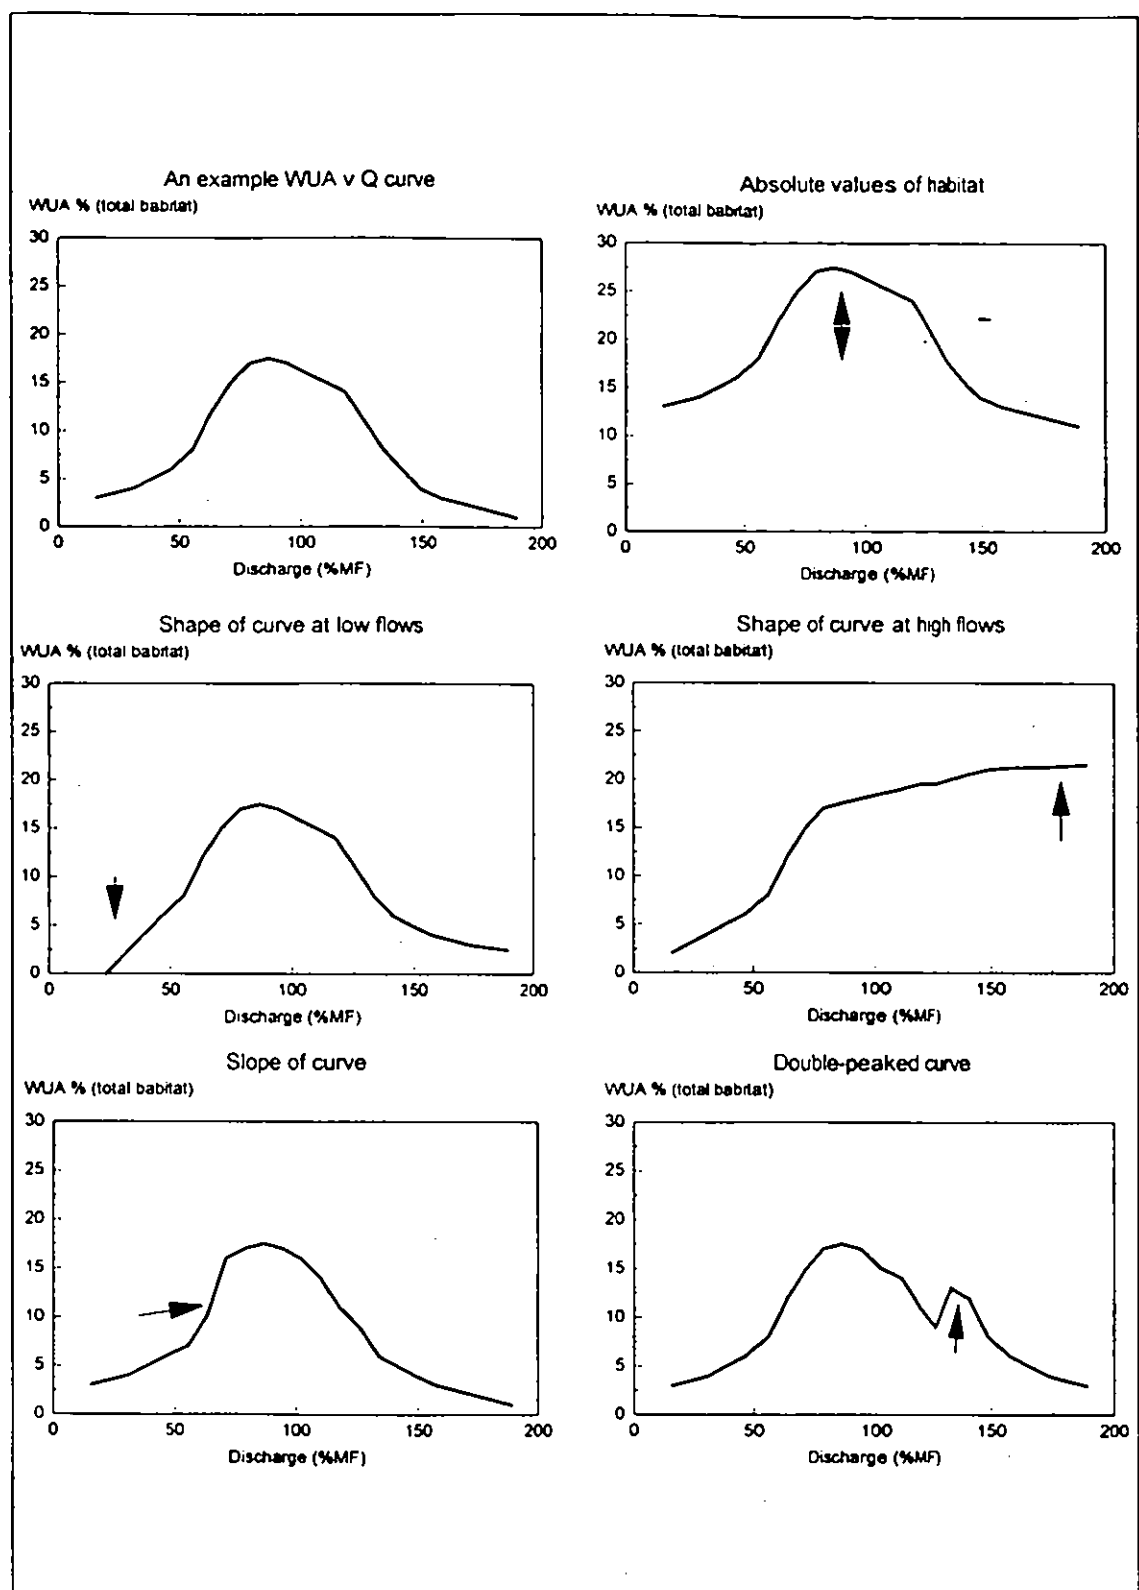 An example WUA v Q curve
WUA % (total babitat)
30
25
20
15
10
5
0
0 50 100 150 200
Discharge (%MF)
Absolute values of habitat
WUA % (total babitat)
30
25
20
15
10
5
0
0 50 100 150 200
Discharge (%MF)
Shape of curve at low flows
WUA % (total babitat)
30
25
20
15
10
5
0
0 50 100 150 200
Discharge (%MF)
Shape of curve at high flows
WUA % (total babitat)
30
25
20
15
10
5
0
0 50 100 150 200
Discharge (%MF)
Slope of curve
WUA % (total babitat)
30
25
20
15
10
5
0
0 50 100 150 200
Discharge (%MF)
Double-peaked curve
WUA % (total babitat)
30
25
20
15
10
5
0
0 50 100 150 200
Discharge (%MF)